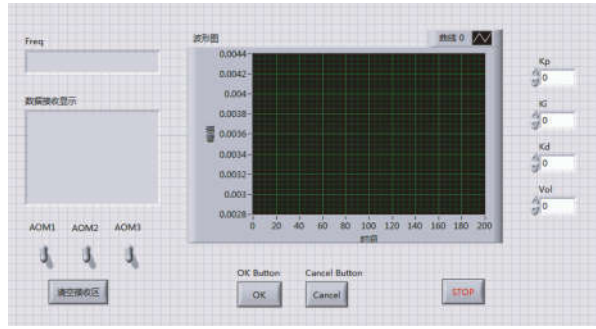 Freq
波形图
曲线 0
0.0044
0.0042
0.004
0.0038
0.0036
0.0034
0.0032
0.003
0.0028
幅值
0 20 40 60 80 100 120 140 160 180 200
时间
数据接收显示
AOM1 AOM2 AOM3
清空接收区
OK Button
OK
Cancel Button
Cancel
STOP
Kp
0
Ki
0
Kd
0
Vol
0